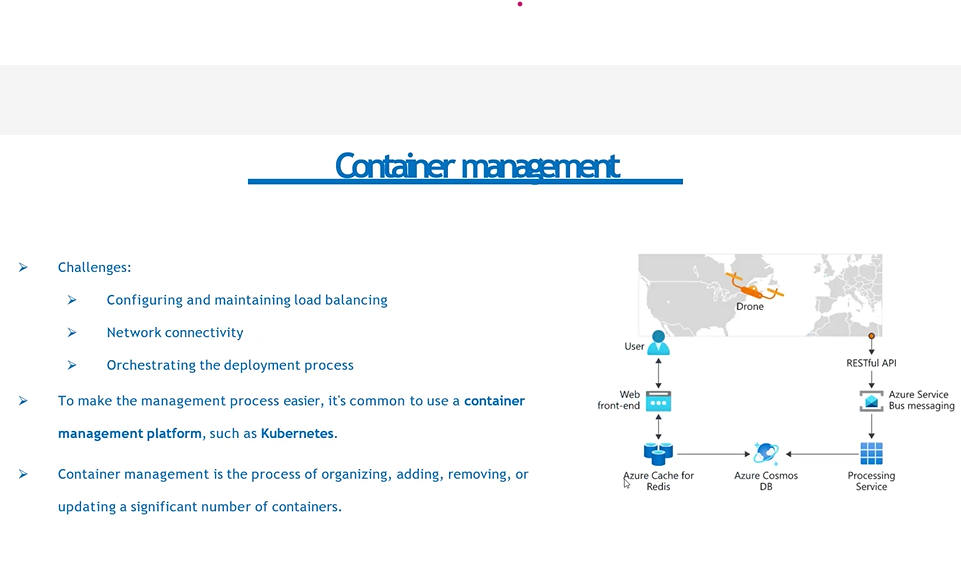 Container management
Challenges:
Configuring and maintaining load balancing
Network connectivity
Orchestrating the deployment process
To make the management process easier, it's common to use a container
management platform, such as Kubernetes.
Container management is the process of organizing, adding, removing, or
updating a significant number of containers.
Drone
User
RESTful API
Web
front-end
Azure Service
Bus messaging
Azure Cache for
Redis
Azure Cosmos
DB
Processing
Service